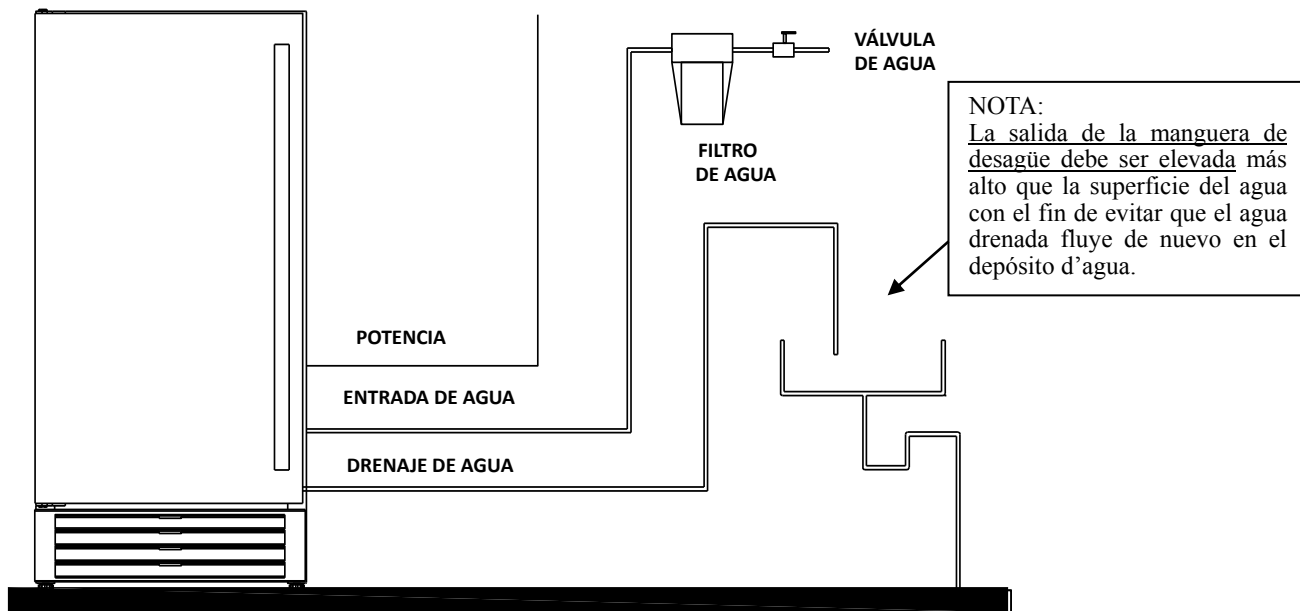 VÁLVULA
DE AGUA
NOTA:
La salida de la manguera de
desagüe debe ser elevada más
alto que la superficie del agua
con el fin de evitar que el agua
drenada fluye de nuevo en el
depósito d’agua.
FILTRO
DE AGUA
POTENCIA
ENTRADA DE AGUA
DRENAJE DE AGUA